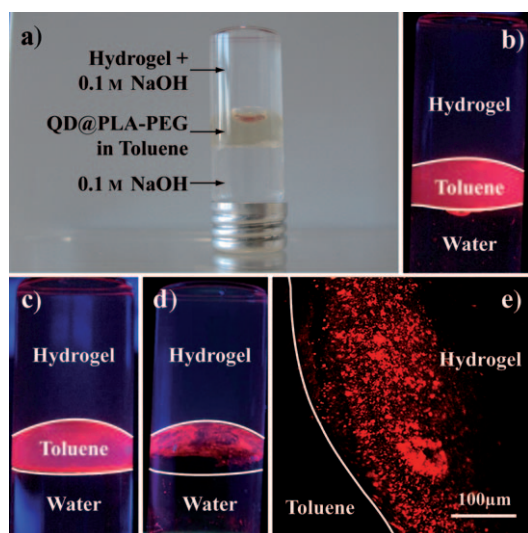 a)
Hydrogel +
0.1 M NaOH
QD@PLA-PEG
in Toluene
0.1 M NaOH
b)
Hydrogel
Toluene
Water
c)
Hydrogel
Toluene
Water
d)
Hydrogel
Water
e)
Hydrogel
Toluene
100μm